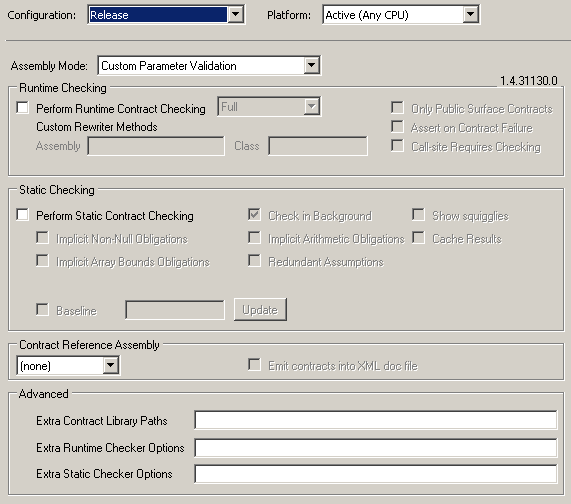 Configuration: Release Platform: Active (Any CPU)
Assembly Mode: Custom Parameter Validation
1.4.31130.0
Runtime Checking
Perform Runtime Contract Checking Full Only Public Surface Contracts
Custom Rewriter Methods Assert on Contract Failure
Assembly Class Call-site Requires Checking
Static Checking
Perform Static Contract Checking Check in Background Show squigglies
Implicit Non-Null Obligations Implicit Arithmetic Obligations Cache Results
Implicit Array Bounds Obligations Redundant Assumptions
Baseline Update
Contract Reference Assembly
(none) Emit contracts into XML doc file
Advanced
Extra Contract Library Paths
Extra Runtime Checker Options
Extra Static Checker Options